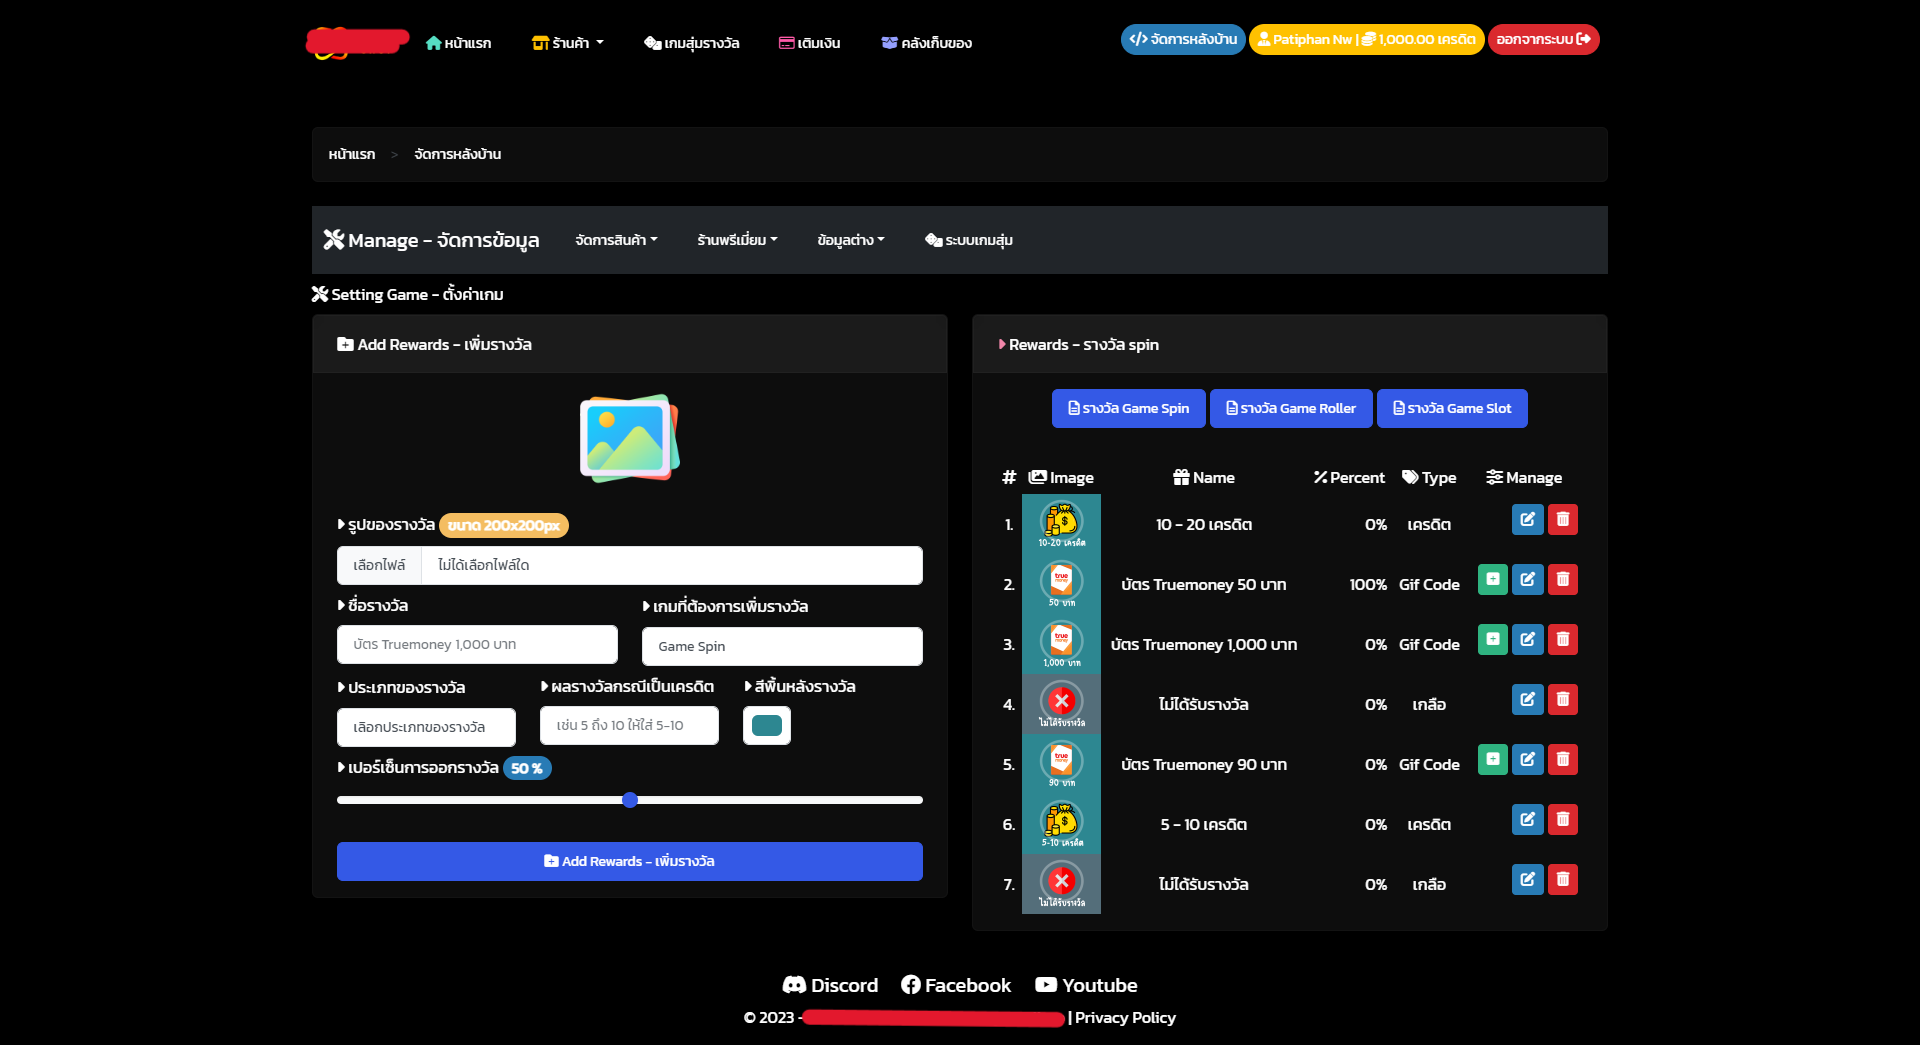 หน้าแรก ร้านค้า เกมสุ่มรางวัล เติมเงิน คลังเก็บของ จัดการหลังบ้าน Patiphan Nw | 1,000.00 เครดิต ออกจากระบบ
หน้าแรก > จัดการหลังบ้าน
Manage - จัดการข้อมูล จัดการสินค้า ร้านพรีเมี่ยม ข้อมูลต่าง ระบบเกมสุ่ม
Setting Game - ตั้งค่าเกม
Add Rewards - เพิ่มรางวัล
รูปของรางวัล ขนาด 200x200px
เลือกไฟล์ ไม่ได้เลือกไฟล์ใด
ชื่อรางวัล เกมที่ต้องการเพิ่มรางวัล
บัตร Truemoney 1,000 บาท Game Spin
ประเภทของรางวัล ผลรางวัลกรณีเป็นเครดิต สีพื้นหลังรางวัล
เลือกประเภทของรางวัล เช่น 5 ถึง 10 ให้ใส่ 5-10
เปอร์เซ็นการออกรางวัล 50 %
Add Rewards - เพิ่มรางวัล
Rewards - รางวัล spin
รางวัล Game Spin รางวัล Game Roller รางวัล Game Slot
# Image Name Percent Type Manage
1. 10-20 เครดิต 10 - 20 เครดิต 0% เครดิต
2. true money 50 บาท บัตร Truemoney 50 บาท 100% Gif Code
3. true money 1,000 บาท บัตร Truemoney 1,000 บาท 0% Gif Code
4. ไม่ได้รับรางวัล ไม่ได้รับรางวัล 0% เกลือ
5. true money 90 บาท บัตร Truemoney 90 บาท 0% Gif Code
6. 5-10 เครดิต 5 - 10 เครดิต 0% เครดิต
7. ไม่ได้รับรางวัล ไม่ได้รับรางวัล 0% เกลือ
Discord Facebook Youtube
© 2023 - | Privacy Policy